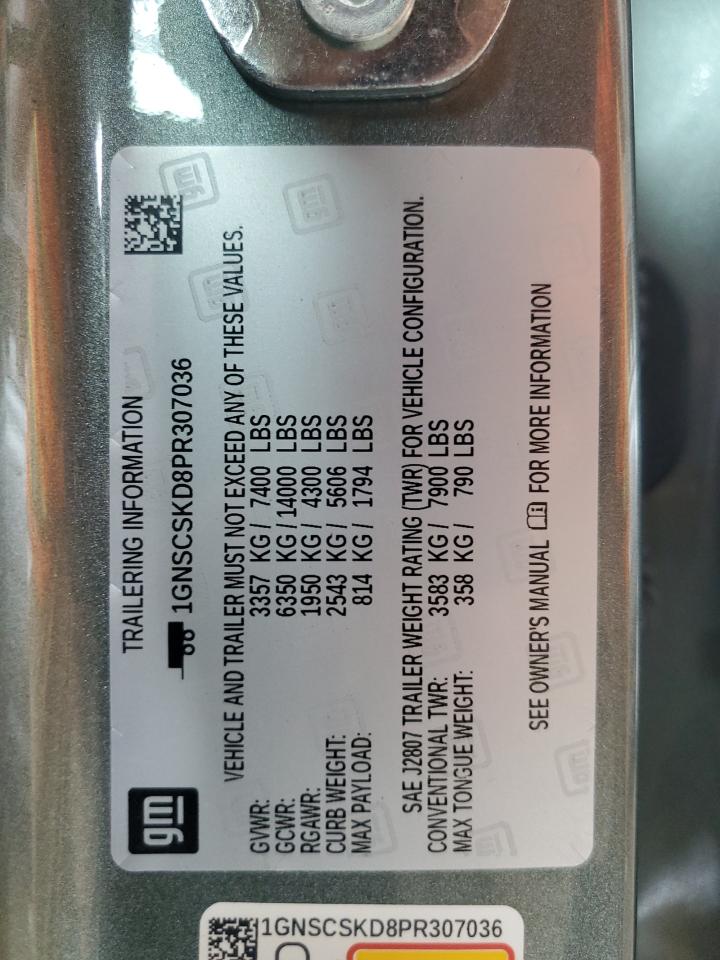 gm
TRAILERING INFORMATION
1GNSCSKD8PR307036
VEHICLE AND TRAILER MUST NOT EXCEED ANY OF THESE VALUES.
GVWR: 3357 KG / 7400 LBS
GCWR: 6350 KG / 14000 LBS
RGAWR: 1950 KG / 4300 LBS
CURB WEIGHT: 2543 KG / 5606 LBS
MAX PAYLOAD: 814 KG / 1794 LBS
SAE J2807 TRAILER WEIGHT RATING (TWR) FOR VEHICLE CONFIGURATION.
CONVENTIONAL TWR: 3583 KG / 7900 LBS
MAX TONGUE WEIGHT: 358 KG / 790 LBS
SEE OWNER'S MANUAL FOR MORE INFORMATION
1GNSCSKD8PR307036